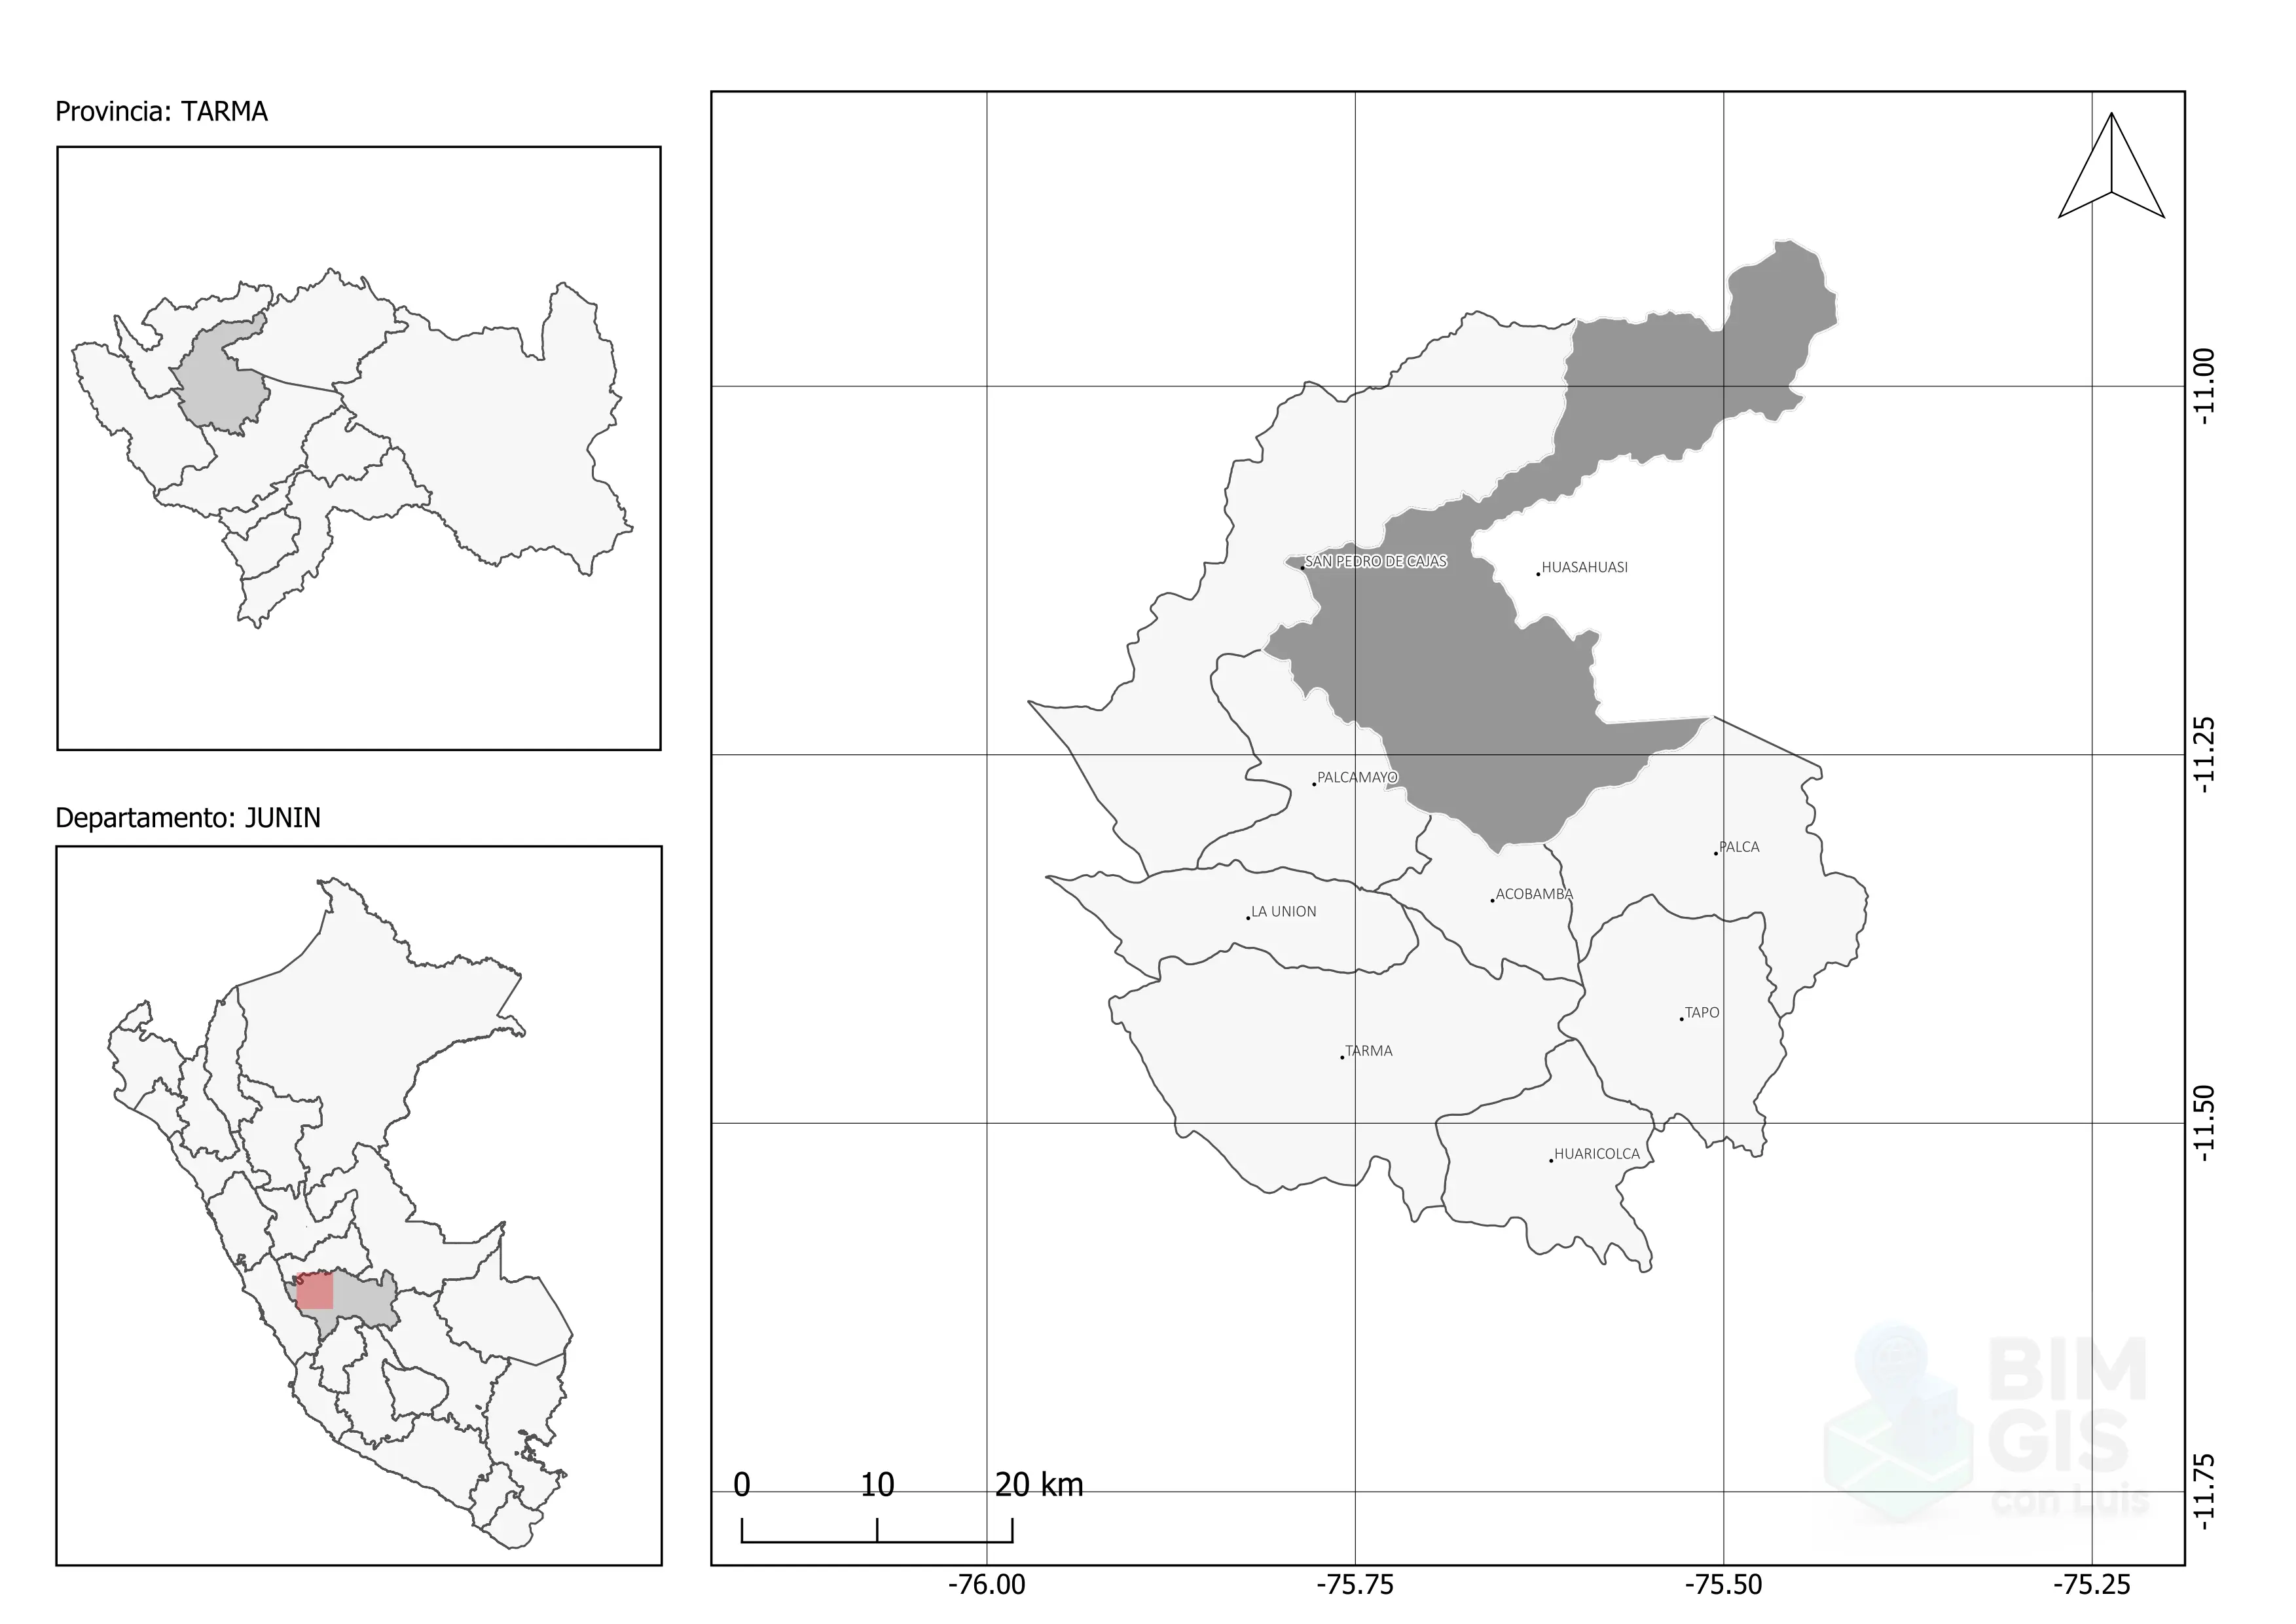 Provincia: TARMA
Departamento: JUNIN
SAN PEDRO DE CAJAS
HUASAHUASI
PALCAMAYO
PALCA
ACOBAMBA
LA UNION
TAPO
TARMA
HUARICOLCA
-11.00
-11.25
-11.50
-11.75
0 10 20 km
-76.00 -75.75 -75.50 -75.25
BIM
GIS
con Luis